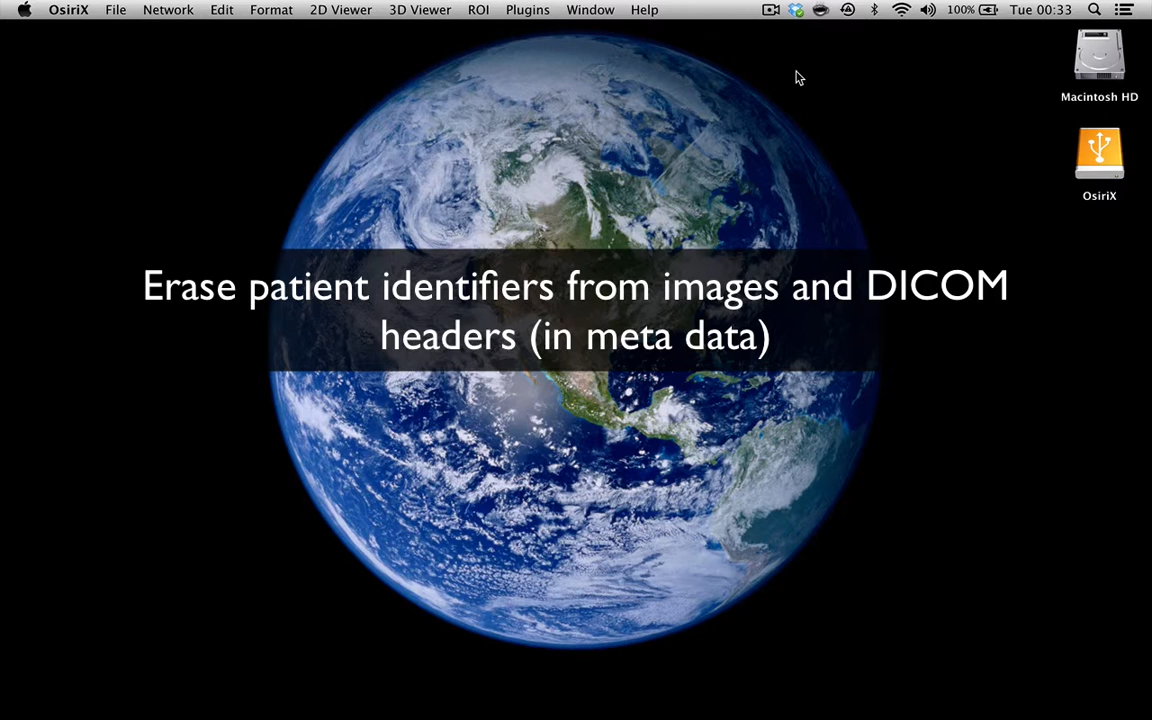 OsiriX File Network Edit Format 2D Viewer 3D Viewer ROI Plugins Window Help 100% Tue 00:33
Macintosh HD
OsiriX
Erase patient identifiers from images and DICOM
headers (in meta data)